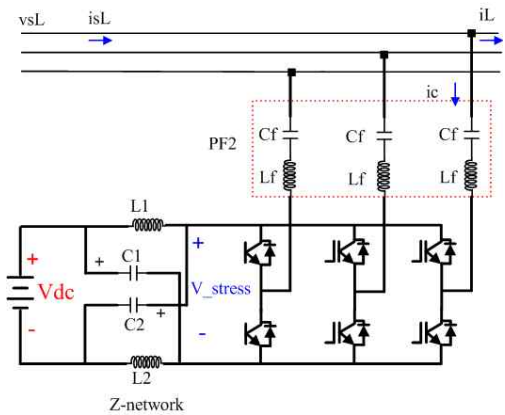 vsL isL iL
ic
PF2
Cf Cf Cf
Lf Lf Lf
L1
+ + C1 +
Vdc V_stress
- C2 + -
L2
Z-network